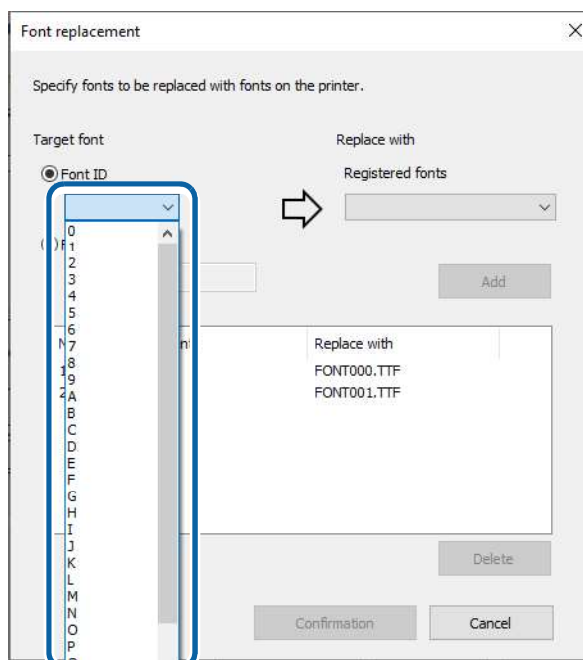 Font replacement
Specify fonts to be replaced with fonts on the printer.
Target font
Replace with
Font ID
Registered fonts
0
1
2
3
4
5
6
7
8
9
A
B
C
D
E
F
G
H
I
J
K
L
M
N
O
P
Add
Replace with
FONT000.TTF
FONT001.TTF
Delete
Confirmation
Cancel